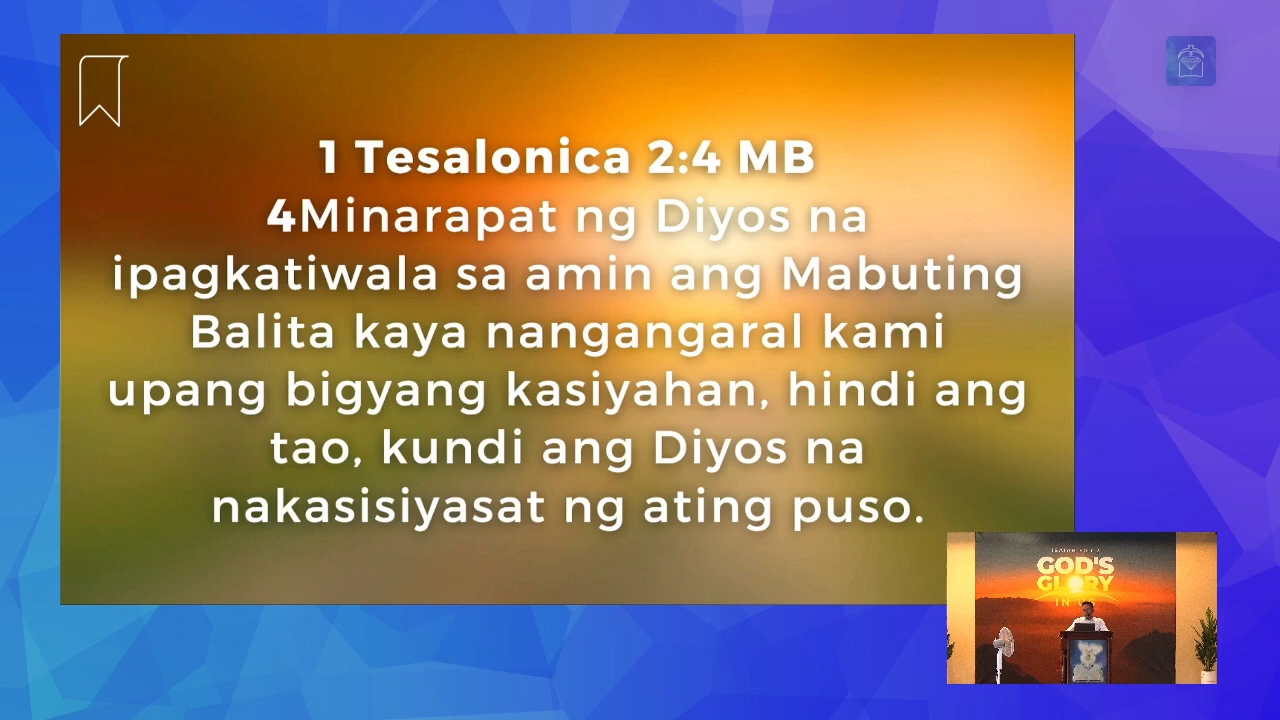 1 Tesalonica 2:4 MB
4Minarapat ng Diyos na
ipagkatiwala sa amin ang Mabuting
Balita kaya nangangaral kami
upang bigyang kasiyahan, hindi ang
tao, kundi ang Diyos na
nakasisiyasat ng ating puso.
GOD'S
GLORY